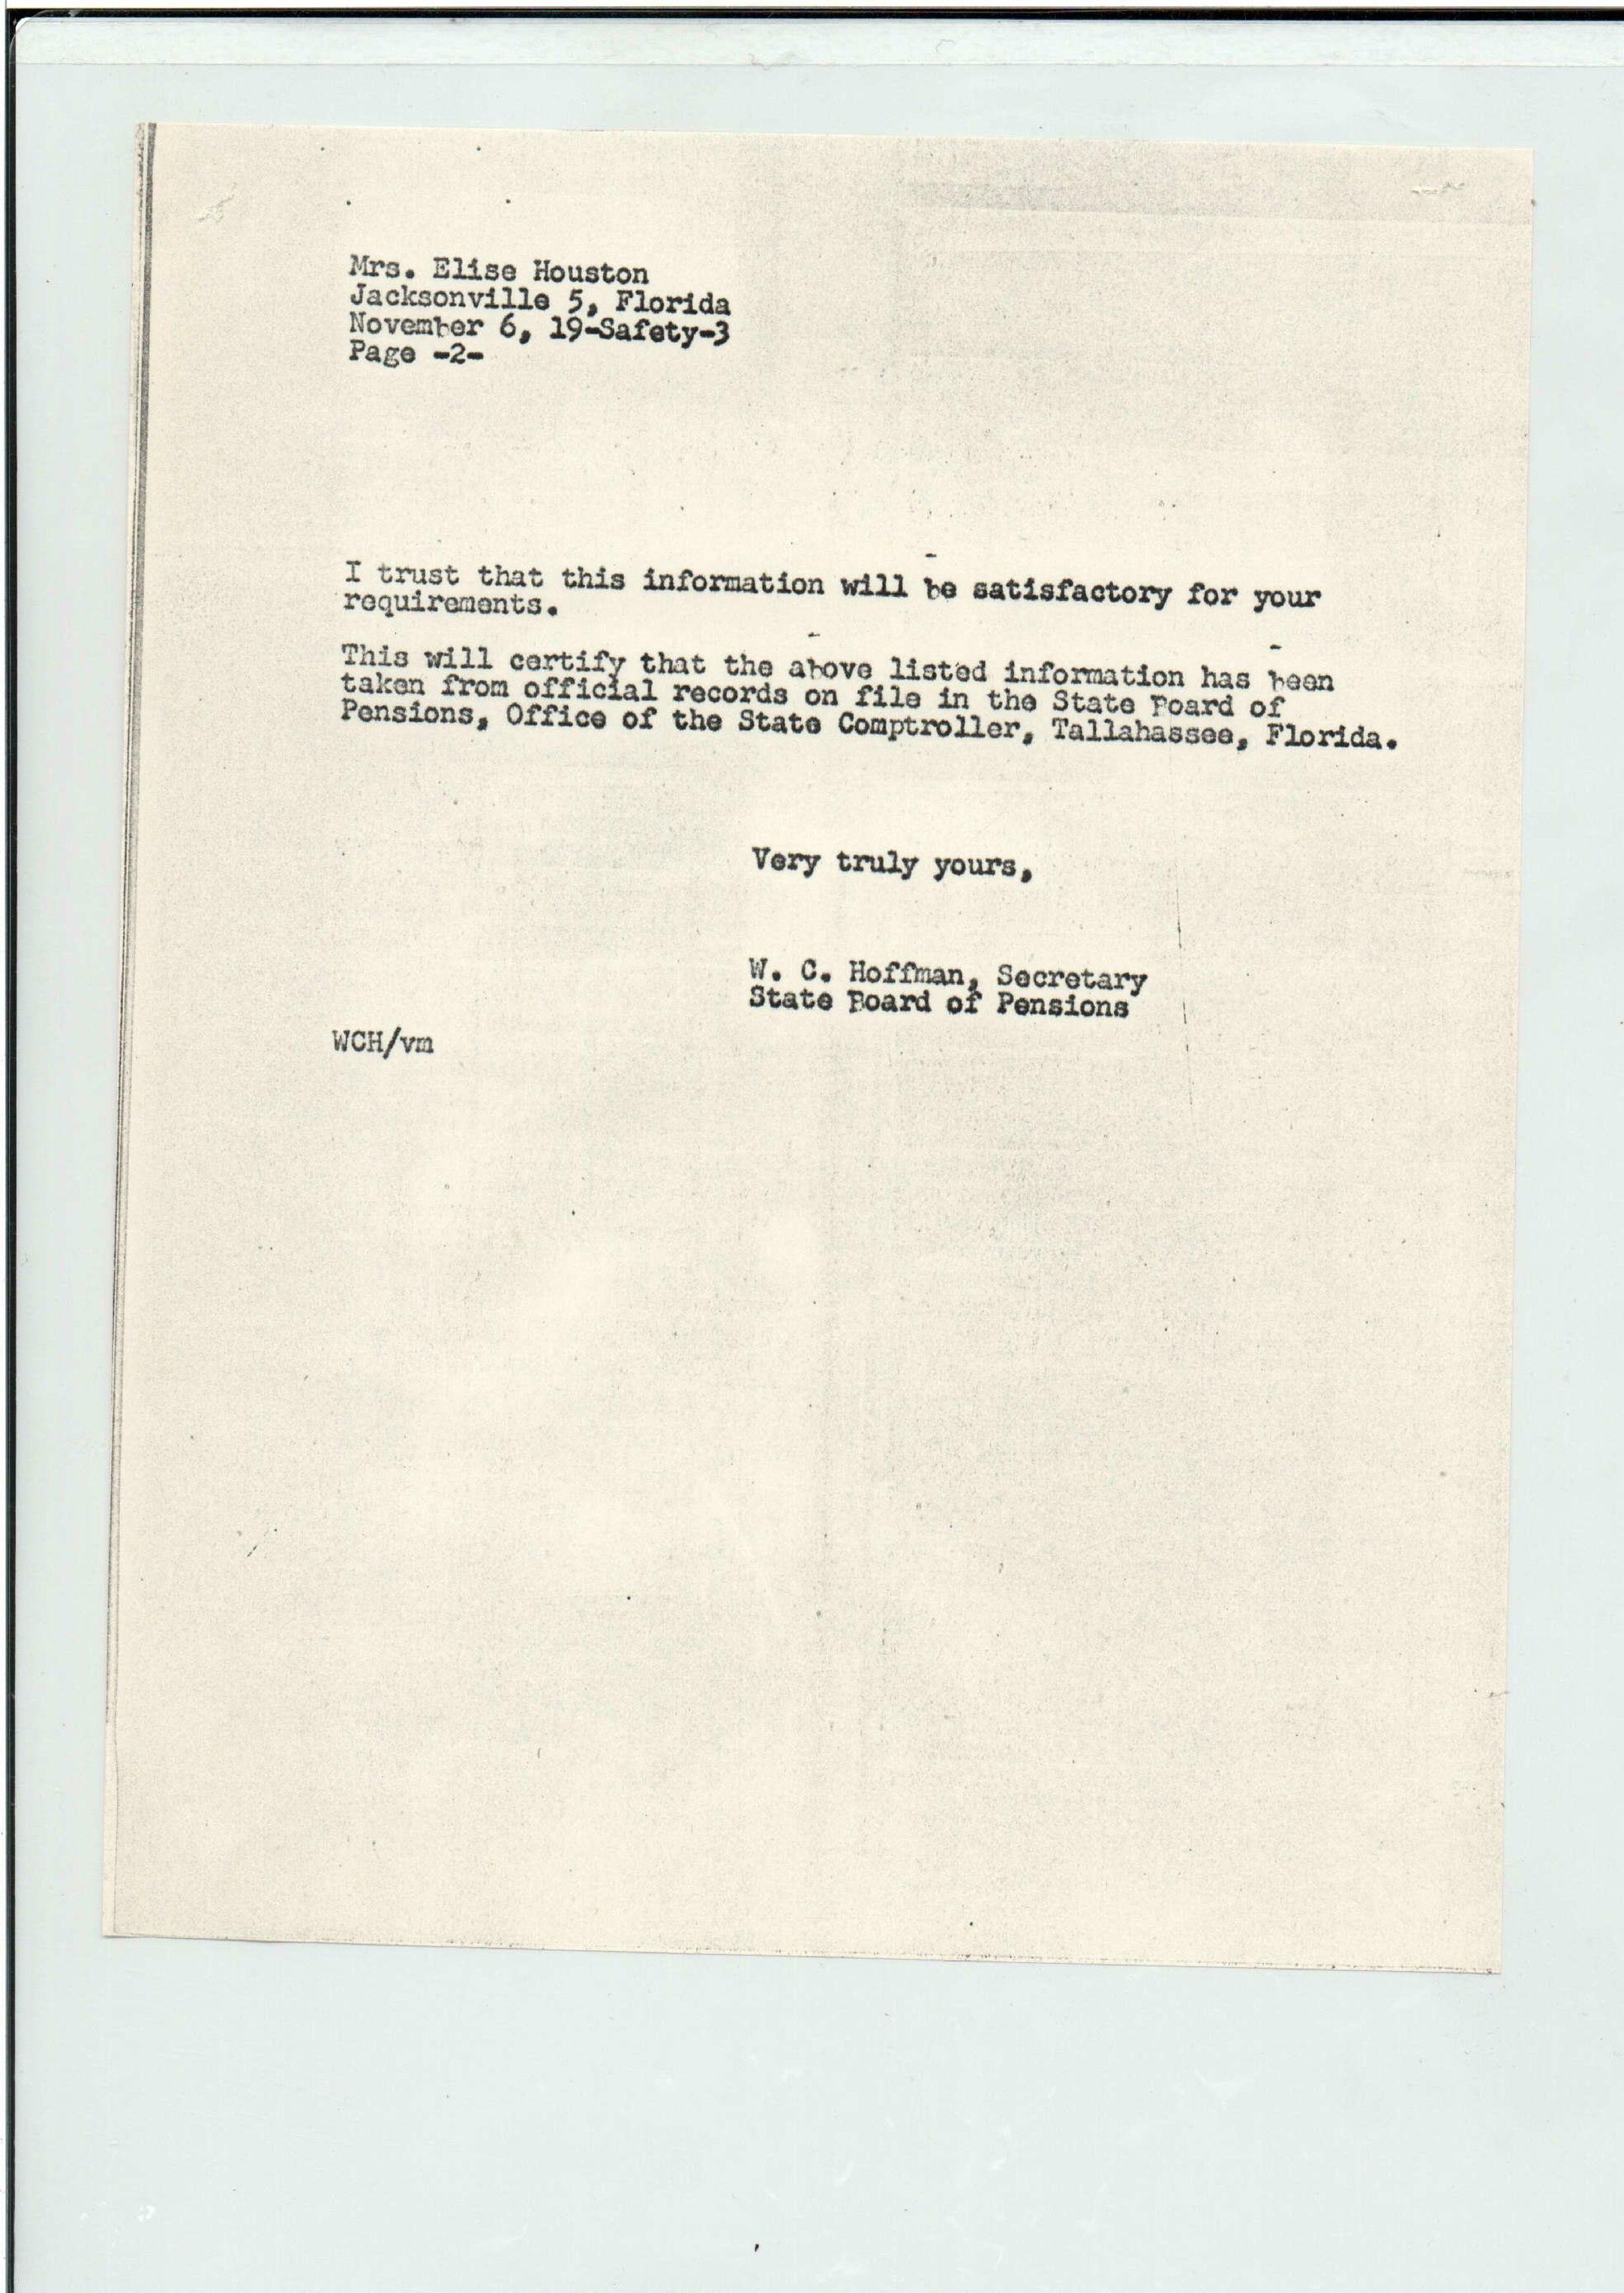 Mrs. Elise Houston
Jacksonville 5, Florida
November 6, 19-Safety-3
Page -2-
I trust that this information will be satisfactory for your
requirements.
This will certify that the above listed information has been
taken from official records on file in the State Board of
Pensions, Office of the State Comptroller, Tallahassee, Florida.
Very truly yours,
W. C. Hoffman, Secretary
State Board of Pensions
WCH/vm